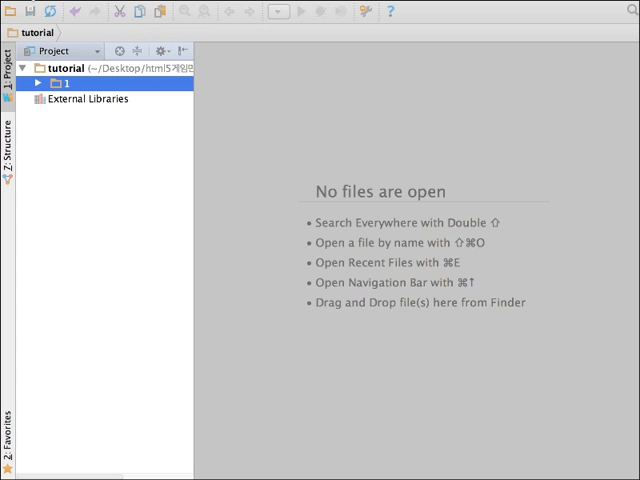 tutorial
Project
tutorial (~/Desktop/html5게임만
1
External Libraries
1: Project
Z: Structure
2: Favorites
No files are open
• Search Everywhere with Double ⇧
• Open a file by name with ⇧⌘O
• Open Recent Files with ⌘E
• Open Navigation Bar with ⌘↑
• Drag and Drop file(s) here from Finder